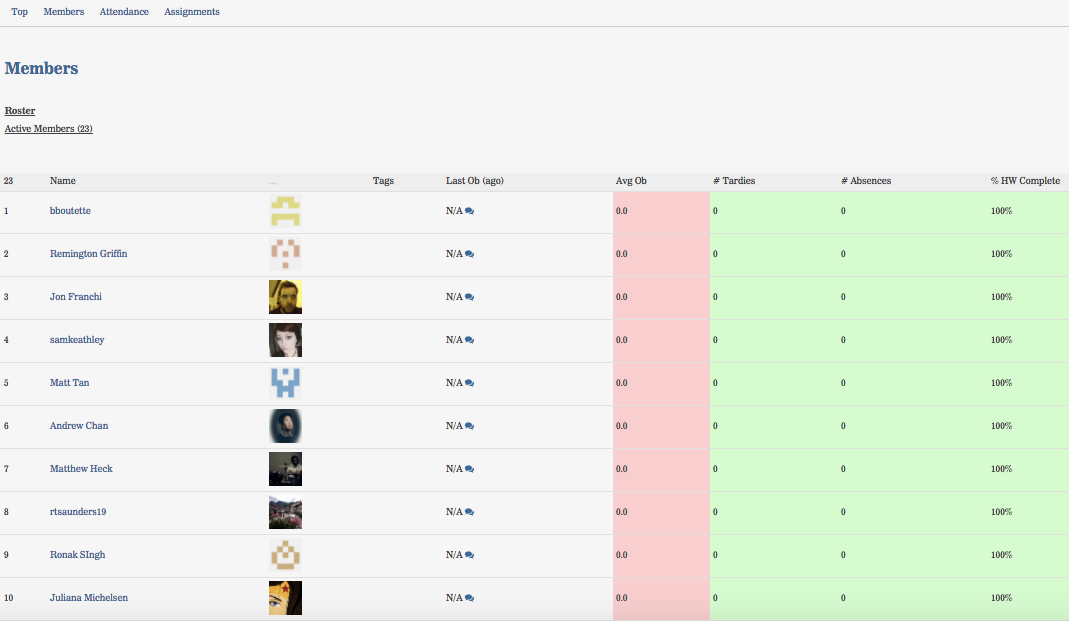 Top Members Attendance Assignments
Members
Roster
Active Members (23)
23 Name ... Tags Last Ob (ago) Avg Ob # Tardies # Absences % HW Complete
1 bboutette N/A 0.0 0 0 100%
2 Remington Griffin N/A 0.0 0 0 100%
3 Jon Franchi N/A 0.0 0 0 100%
4 samkeathley N/A 0.0 0 0 100%
5 Matt Tan N/A 0.0 0 0 100%
6 Andrew Chan N/A 0.0 0 0 100%
7 Matthew Heck N/A 0.0 0 0 100%
8 rtsaunders19 N/A 0.0 0 0 100%
9 Ronak SIngh N/A 0.0 0 0 100%
10 Juliana Michelsen N/A 0.0 0 0 100%